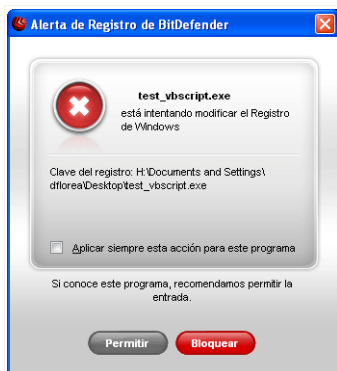 Alerta de Registro de BitDefender
test_vbscript.exe
está intentando modificar el Registro
de Windows
Clave del registro: H:\Documents and Settings\
dflorea\Desktop\test_vbscript.exe
Aplicar siempre esta acción para este programa
Si conoce este programa, recomendamos permitir la
entrada.
Permitir
Bloquear